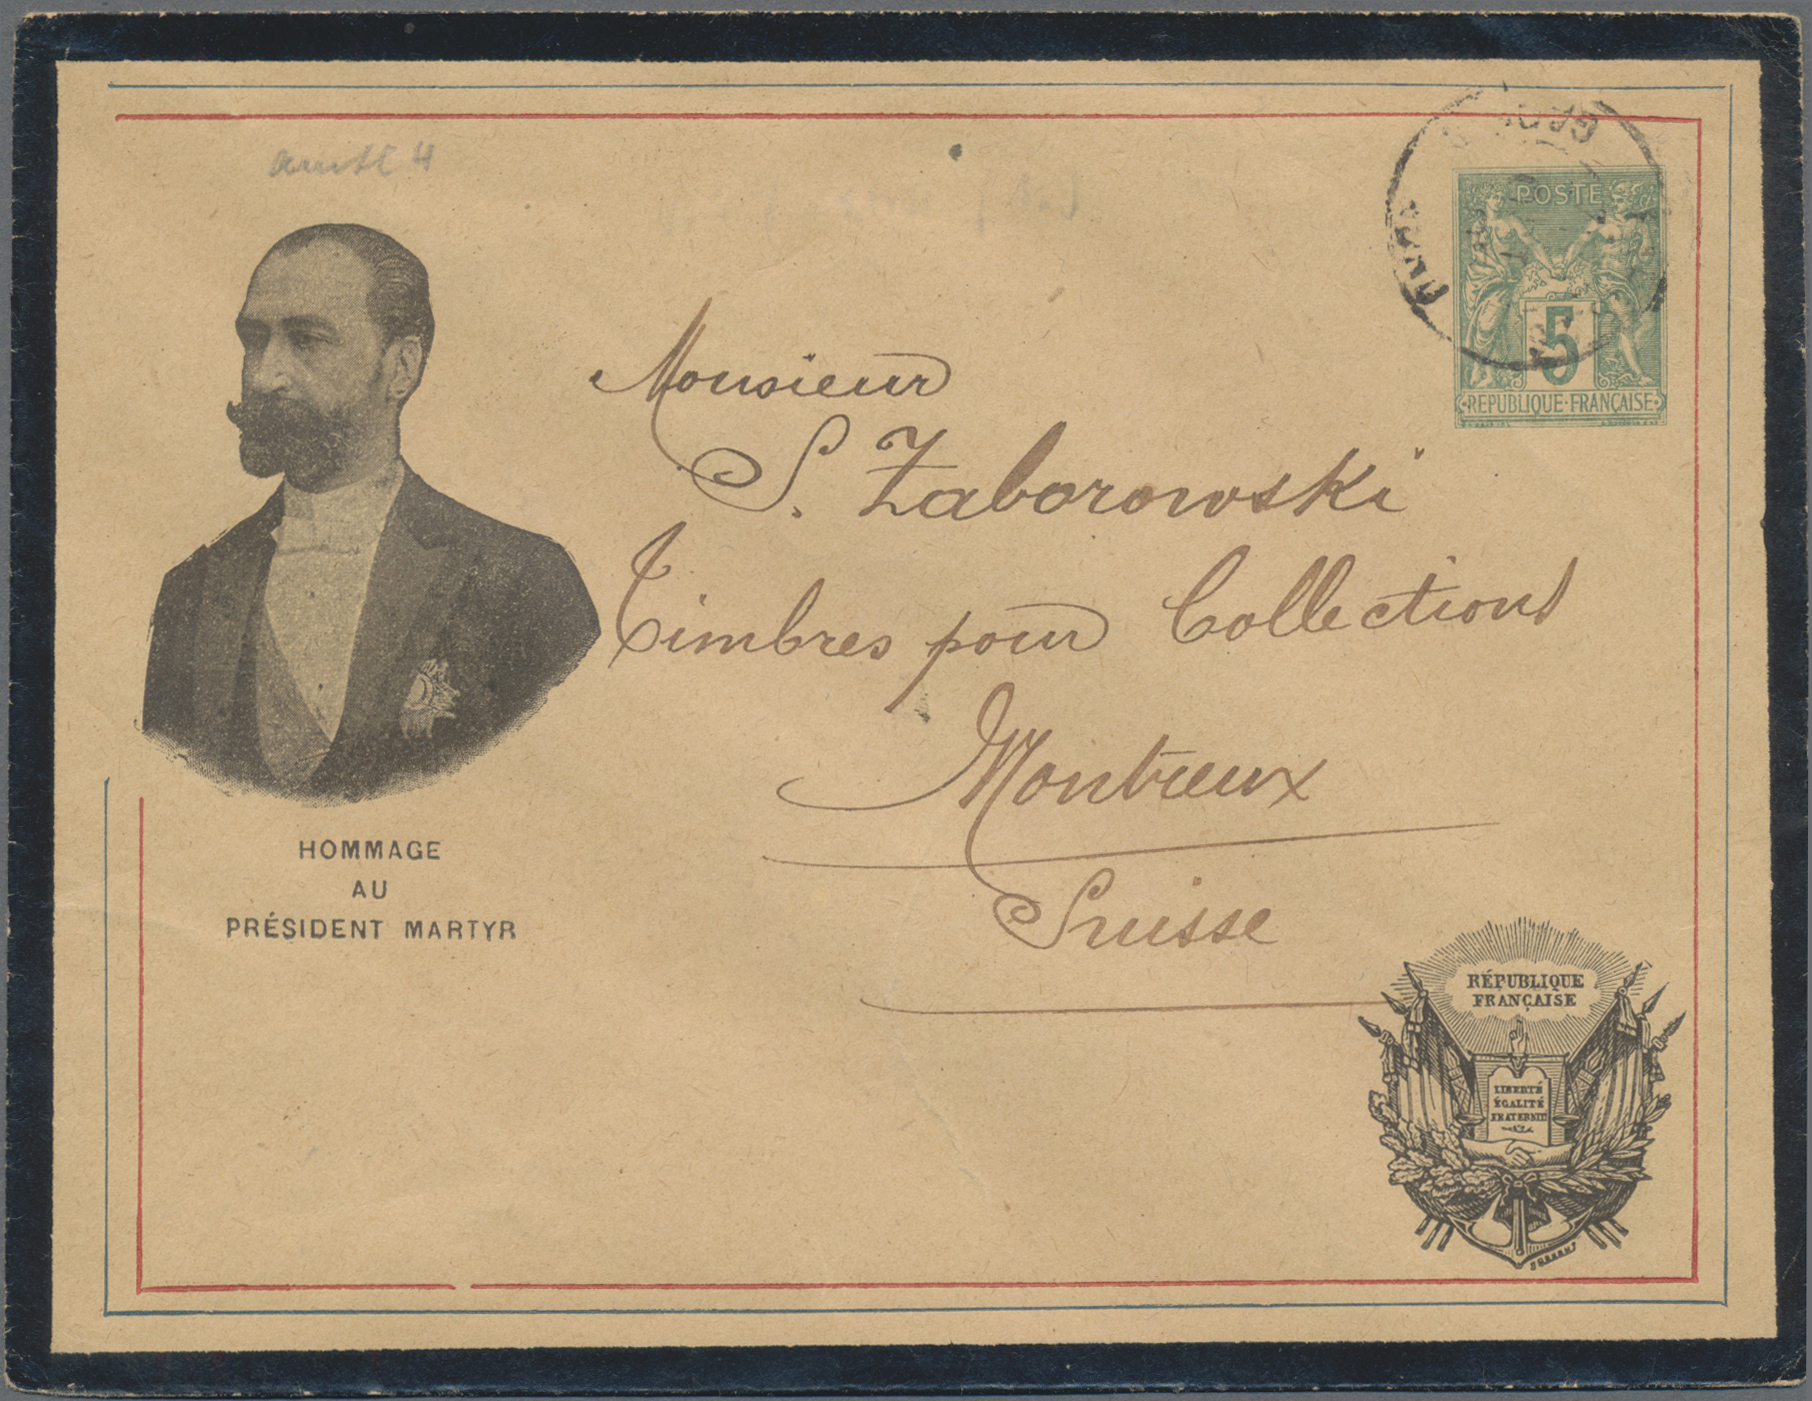 POSTE
5
REPUBLIQUE·FRANÇAISE
Monsieur
S. Zaborowski
Timbres pour Collections
Montreux
Suisse
HOMMAGE
AU
PRÉSIDENT MARTYR
RÉPUBLIQUE
FRANÇAISE
LIBERTÉ
ÉGALITÉ
FRATERNITÉ